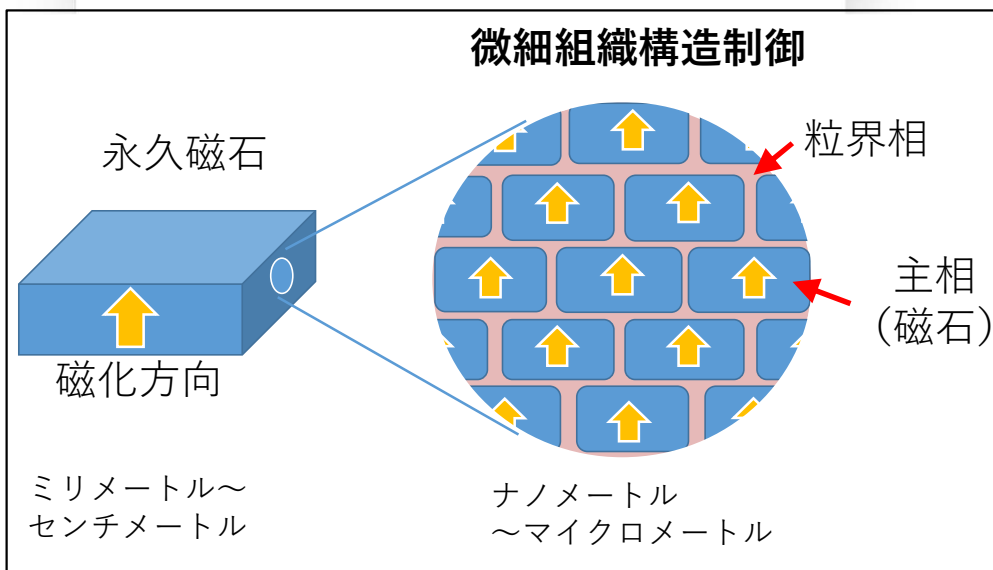 微細組織構造制御
永久磁石
粒界相
主相
(磁石)
磁化方向
ミリメートル~
センチメートル
ナノメートル
~マイクロメートル